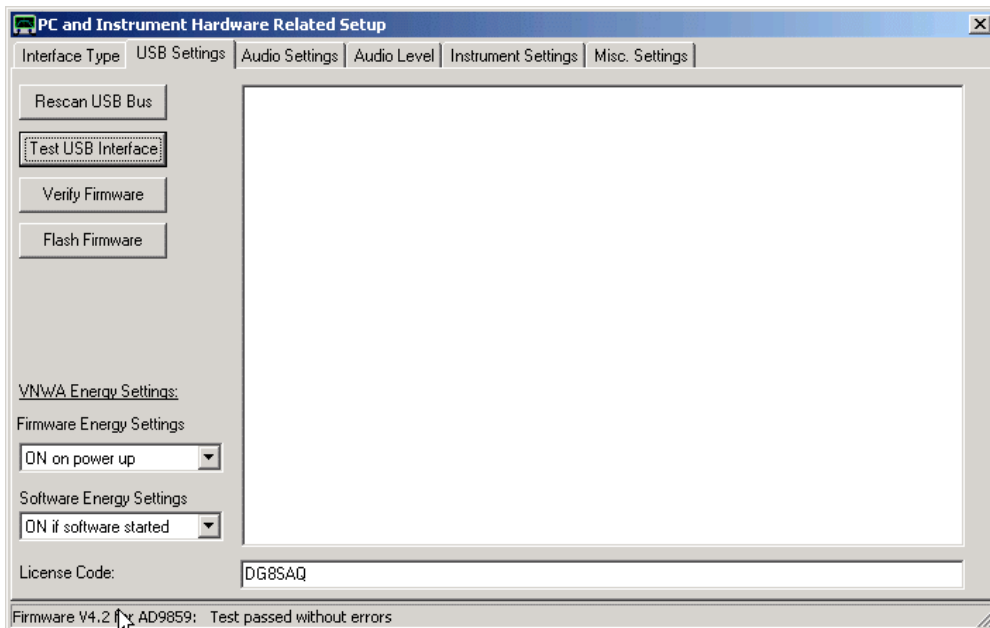 PC and Instrument Hardware Related Setup
Interface Type USB Settings Audio Settings Audio Level Instrument Settings Misc. Settings
Rescan USB Bus
Test USB Interface
Verify Firmware
Flash Firmware
VNWA Energy Settings:
Firmware Energy Settings
ON on power up
Software Energy Settings
ON if software started
License Code: DG8SAQ
Firmware V4.2 for AD9859: Test passed without errors